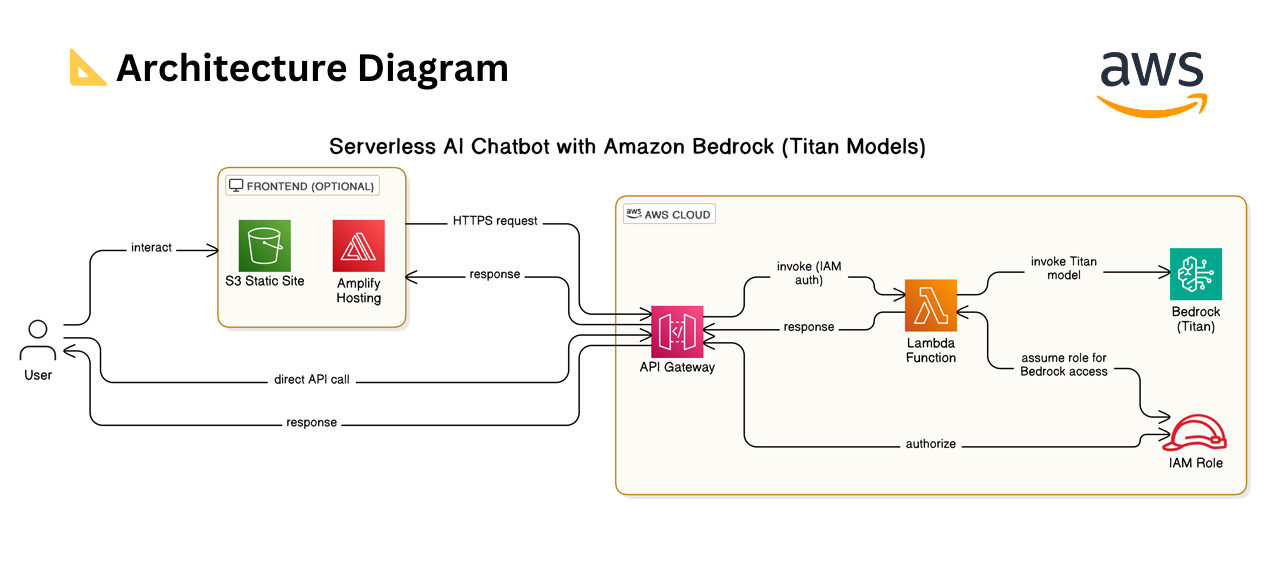 Architecture Diagram
aws
Serverless AI Chatbot with Amazon Bedrock (Titan Models)
FRONTEND (OPTIONAL)
S3 Static Site
Amplify
Hosting
interact
HTTPS request
response
User
direct API call
response
aws AWS CLOUD
API Gateway
invoke (IAM
auth)
response
Lambda
Function
invoke Titan
model
Bedrock
(Titan)
assume role for
Bedrock access
authorize
IAM Role